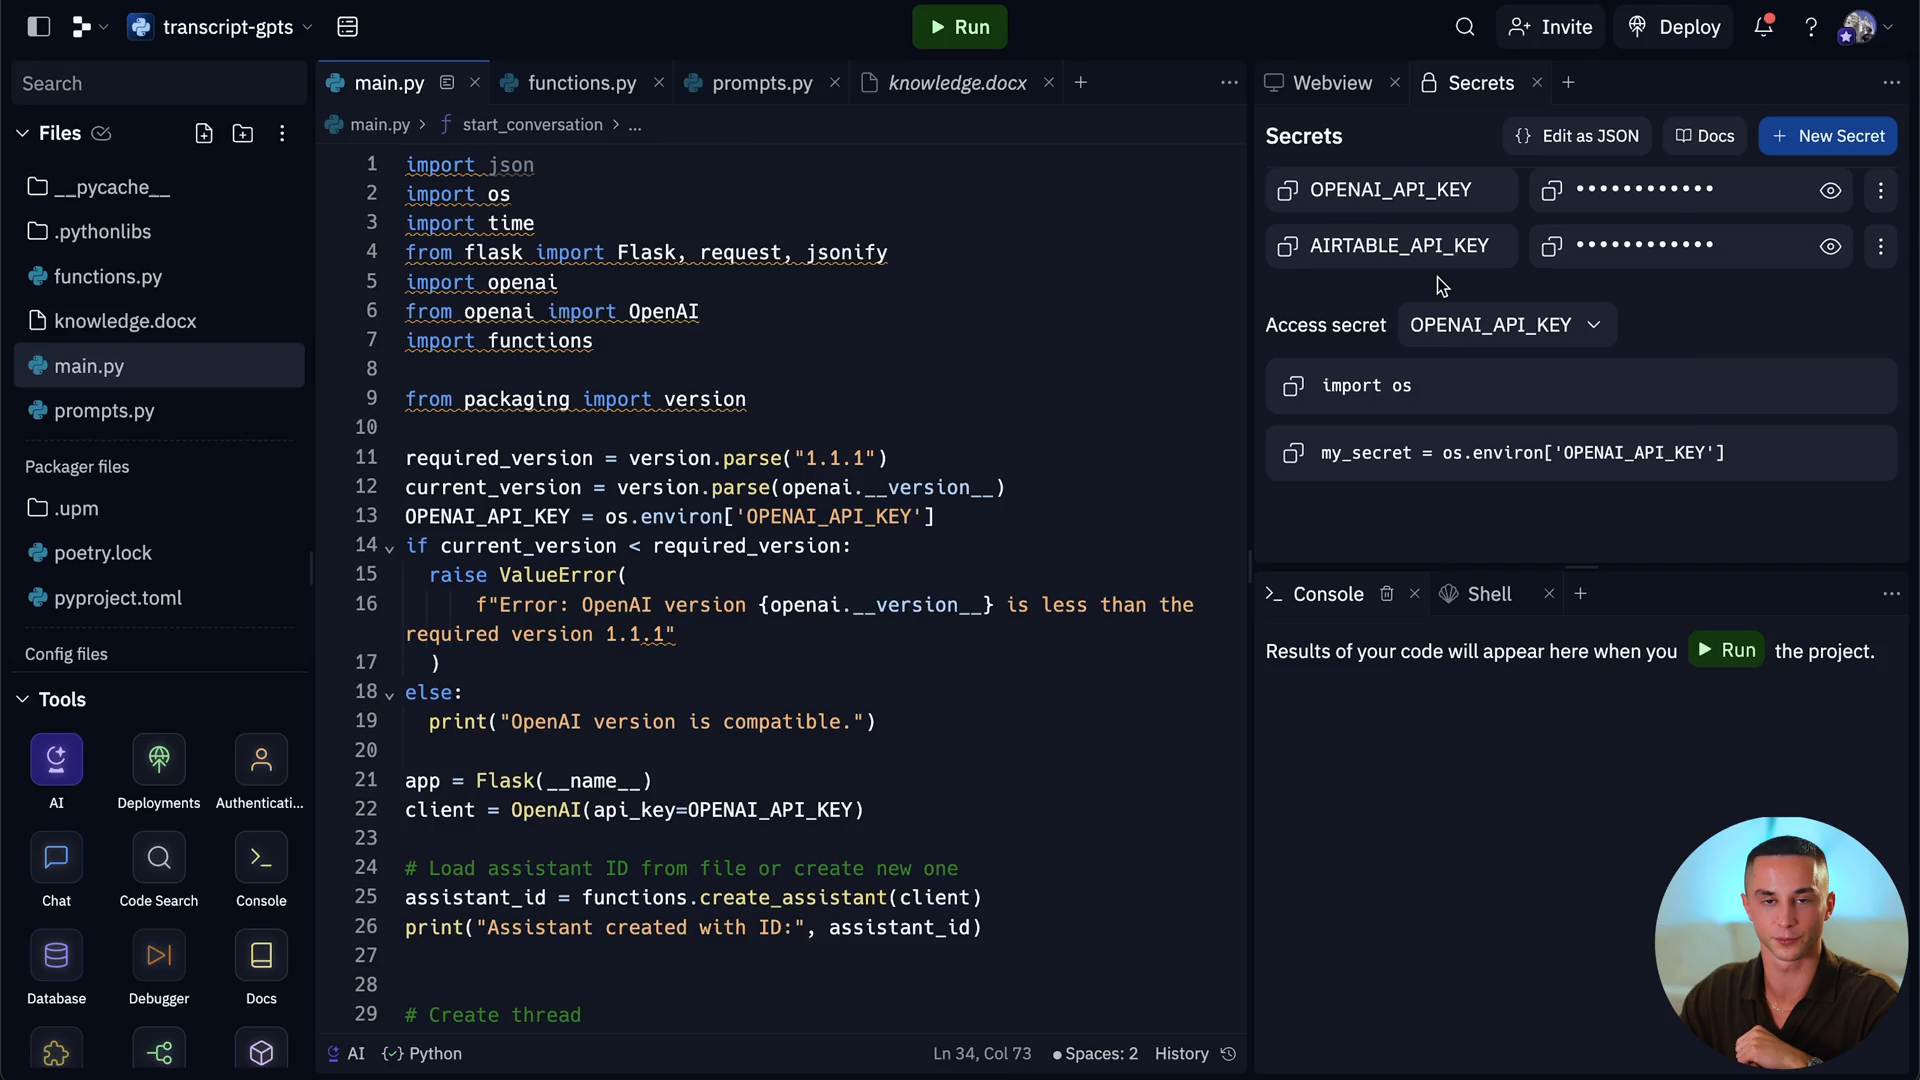 transcript-gpts
Run
Invite
Deploy
Search
Files
__pycache__
.pythonlibs
functions.py
knowledge.docx
main.py
prompts.py
Packager files
.upm
poetry.lock
pyproject.toml
Config files
Tools
AI
Deployments
Authenticati...
Chat
Code Search
Console
Database
Debugger
Docs
main.py
functions.py
prompts.py
knowledge.docx
main.py > f start_conversation > ...
1 import json
2 import os
3 import time
4 from flask import Flask, request, jsonify
5 import openai
6 from openai import OpenAI
7 import functions
8
9 from packaging import version
10
11 required_version = version.parse("1.1.1")
12 current_version = version.parse(openai.__version__)
13 OPENAI_API_KEY = os.environ['OPENAI_API_KEY']
14 if current_version < required_version:
15 raise ValueError(
16 f"Error: OpenAI version {openai.__version__} is less than the
required version 1.1.1"
17 )
18 else:
19 print("OpenAI version is compatible.")
20
21 app = Flask(__name__)
22 client = OpenAI(api_key=OPENAI_API_KEY)
23
24 # Load assistant ID from file or create new one
25 assistant_id = functions.create_assistant(client)
26 print("Assistant created with ID:", assistant_id)
27
28
29 # Create thread
AI
Python
Ln 34, Col 73
Spaces: 2
History
Webview
Secrets
Secrets
{} Edit as JSON
Docs
+ New Secret
OPENAI_API_KEY ••••••••••••
AIRTABLE_API_KEY ••••••••••••
Access secret OPENAI_API_KEY
import os
my_secret = os.environ['OPENAI_API_KEY']
Console
Shell
Results of your code will appear here when you Run the project.